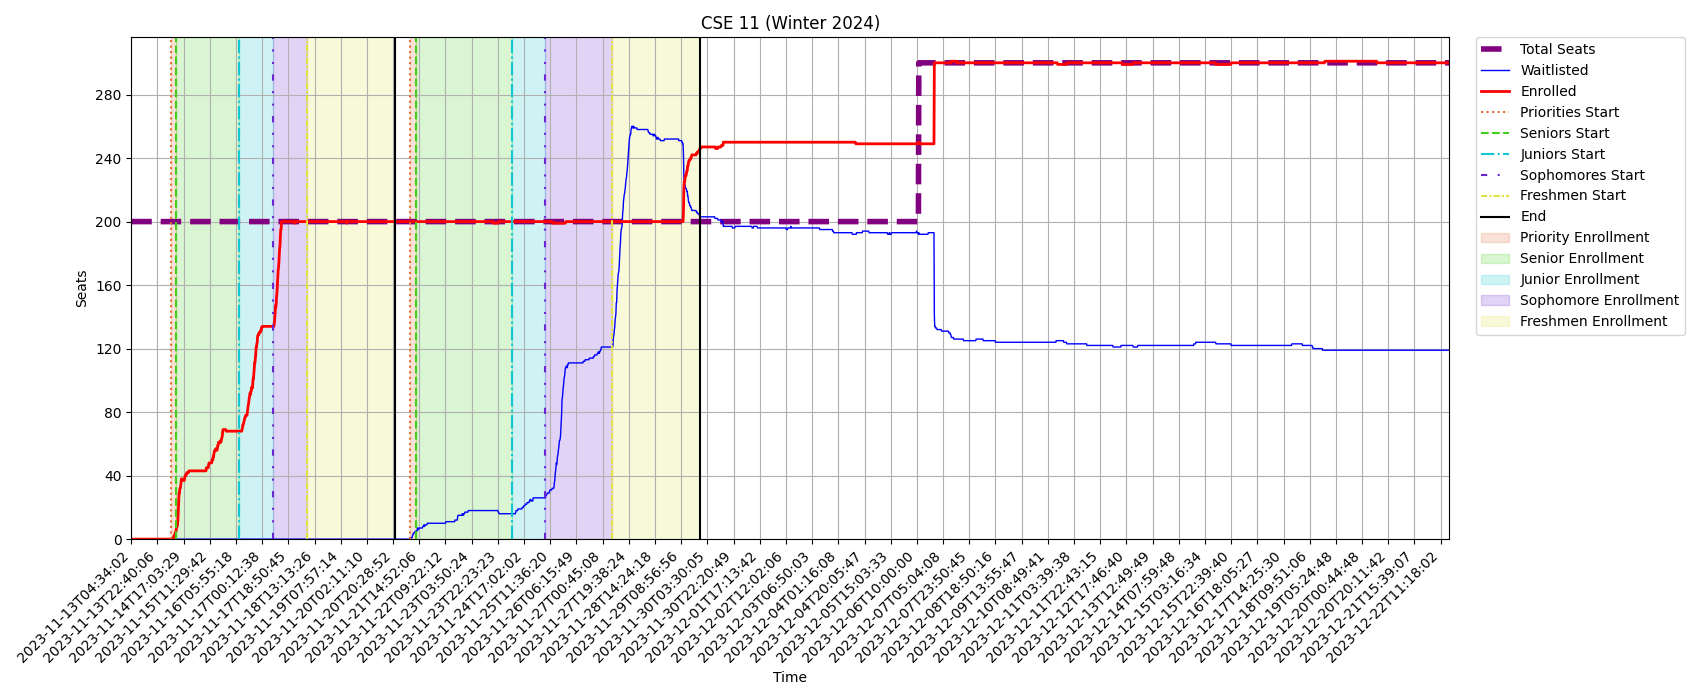 CSE 11 (Winter 2024)
Total Seats
Waitlisted
Enrolled
Priorities Start
Seniors Start
Juniors Start
Sophomores Start
Freshmen Start
End
Priority Enrollment
Senior Enrollment
Junior Enrollment
Sophomore Enrollment
Freshmen Enrollment
Seats
280
240
200
160
120
80
40
0
2023-11-13T04:34:02
2023-11-13T22:40:06
2023-11-14T17:03:29
2023-11-15T11:29:42
2023-11-16T05:55:18
2023-11-17T00:12:38
2023-11-17T18:50:45
2023-11-18T13:13:26
2023-11-19T07:57:14
2023-11-20T02:11:10
2023-11-20T20:28:52
2023-11-21T14:52:06
2023-11-22T09:22:12
2023-11-23T03:50:24
2023-11-23T22:23:23
2023-11-24T17:02:02
2023-11-25T11:36:20
2023-11-26T06:15:49
2023-11-27T00:45:08
2023-11-27T19:38:24
2023-11-28T14:24:18
2023-11-29T08:56:56
2023-11-30T03:30:05
2023-11-30T22:20:49
2023-12-01T17:13:42
2023-12-02T12:02:06
2023-12-03T06:50:03
2023-12-04T01:16:08
2023-12-04T20:05:47
2023-12-05T15:03:33
2023-12-06T10:00:00
2023-12-07T05:04:08
2023-12-07T23:50:45
2023-12-08T18:50:16
2023-12-09T13:55:47
2023-12-10T08:49:41
2023-12-11T03:39:38
2023-12-11T22:43:15
2023-12-12T17:46:40
2023-12-13T12:49:49
2023-12-14T07:59:48
2023-12-15T03:16:34
2023-12-15T22:39:40
2023-12-16T18:05:27
2023-12-17T14:25:30
2023-12-18T09:51:06
2023-12-19T05:24:48
2023-12-20T00:44:48
2023-12-20T20:11:42
2023-12-21T15:39:07
2023-12-22T11:18:02
Time